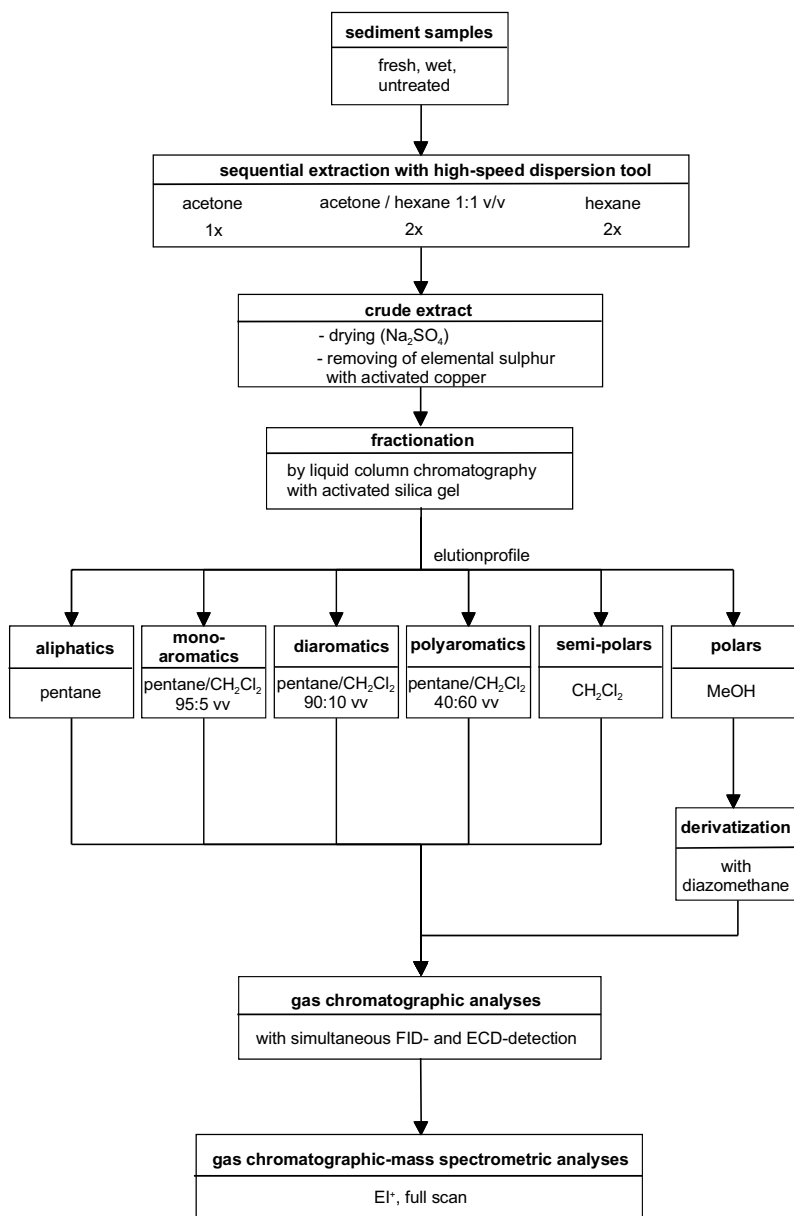 sediment samples
fresh, wet,
untreated
sequential extraction with high-speed dispersion tool
acetone acetone / hexane 1:1 v/v hexane
1x 2x 2x
crude extract
- drying (Na₂SO₄)
- removing of elemental sulphur
with activated copper
fractionation
by liquid column chromatography
with activated silica gel
elutionprofile
aliphatics
pentane
mono-
aromatics
pentane/CH₂Cl₂
95:5 vv
diaromatics
pentane/CH₂Cl₂
90:10 vv
polyaromatics
pentane/CH₂Cl₂
40:60 vv
semi-polars
CH₂Cl₂
polars
MeOH
derivatization
with
diazomethane
gas chromatographic analyses
with simultaneous FID- and ECD-detection
gas chromatographic-mass spectrometric analyses
EI⁺, full scan